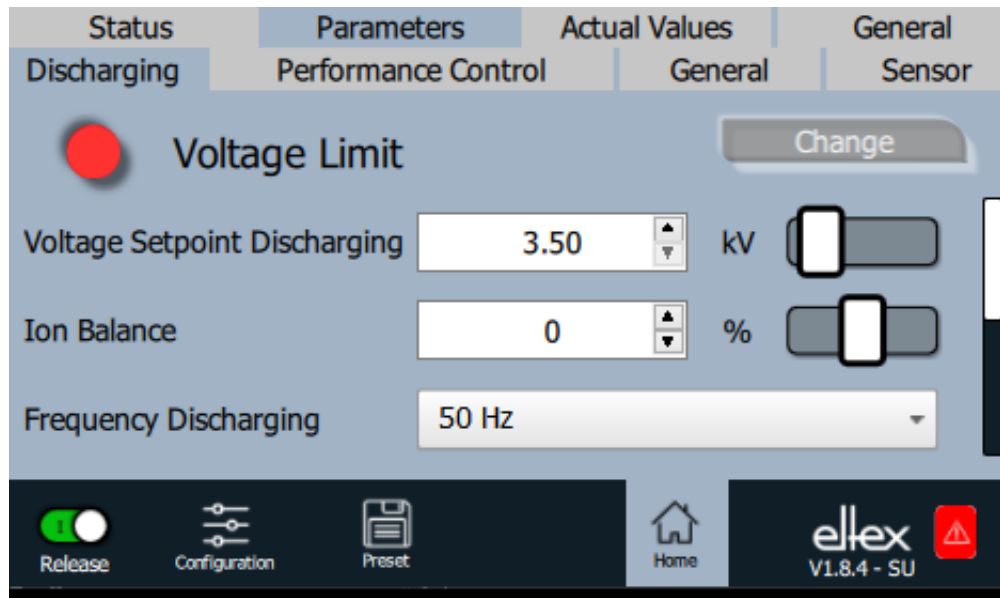 Status Parameters Actual Values General
Discharging Performance Control General Sensor
Voltage Limit Change
Voltage Setpoint Discharging 3.50 kV
Ion Balance 0 %
Frequency Discharging 50 Hz
I
Release Configuration Preset Home eltex
V1.8.4 - SU